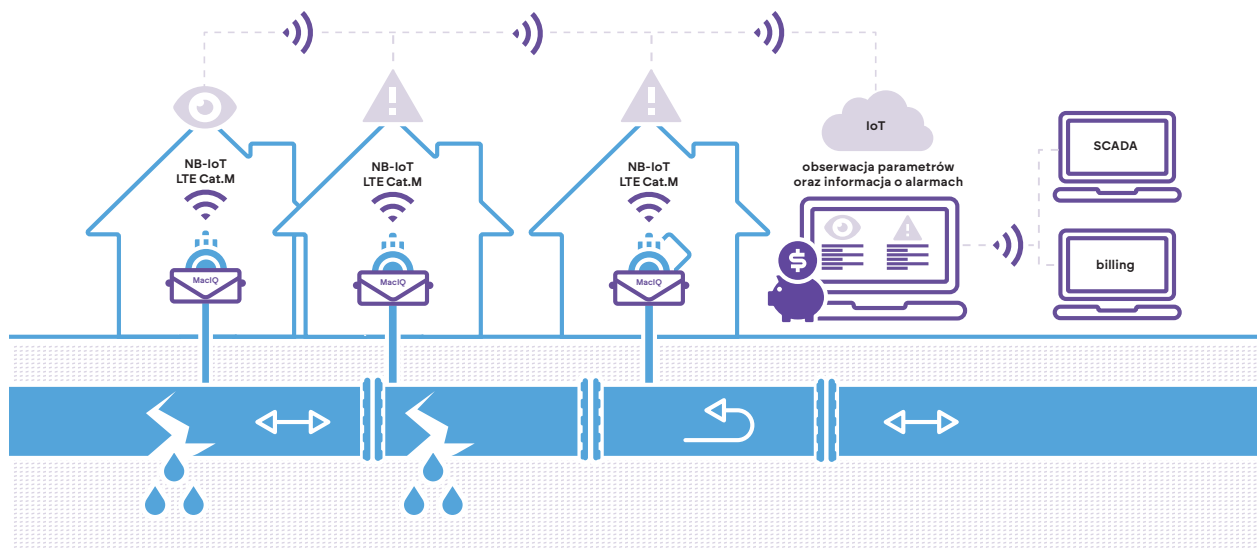 NB-IoT
LTE Cat.M
MacIQ
NB-IoT
LTE Cat.M
MacIQ
NB-IoT
LTE Cat.M
MacIQ
IoT
obserwacja parametrów
oraz informacja o alarmach
$
SCADA
billing